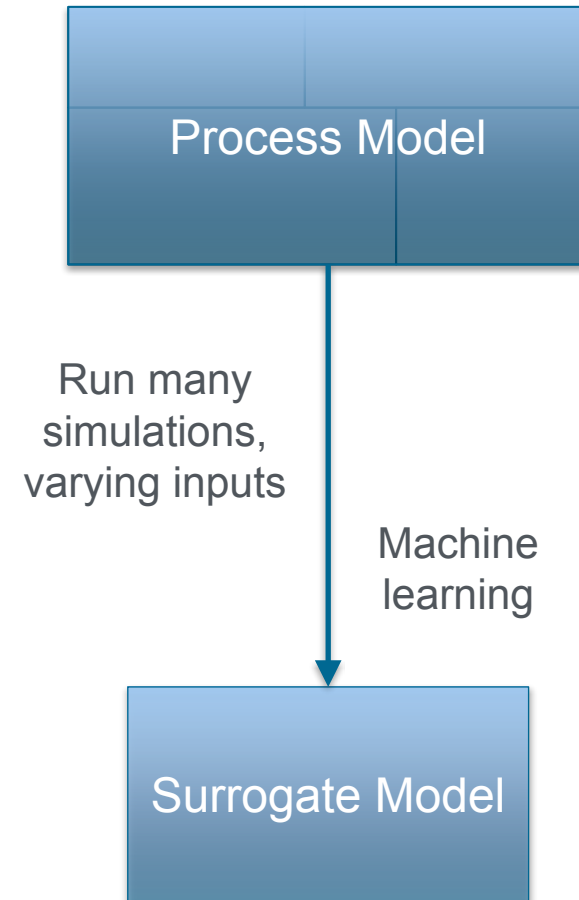 Process Model
Run many
simulations,
varying inputs
Machine
learning
Surrogate Model